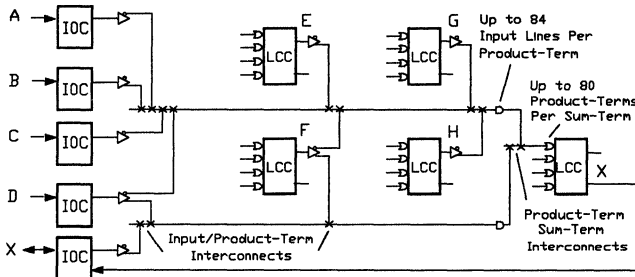 A
IOC
B
IOC
C
IOC
D
IOC
X
IOC
E
LCC
G
LCC
F
LCC
H
LCC
Up to 84
Input Lines Per
Product-Term
Up to 80
Product-Terms
Per Sum-Term
LCC
X
Input/Product-Term
Interconnects
Product-Term
Sum-Term
Interconnects